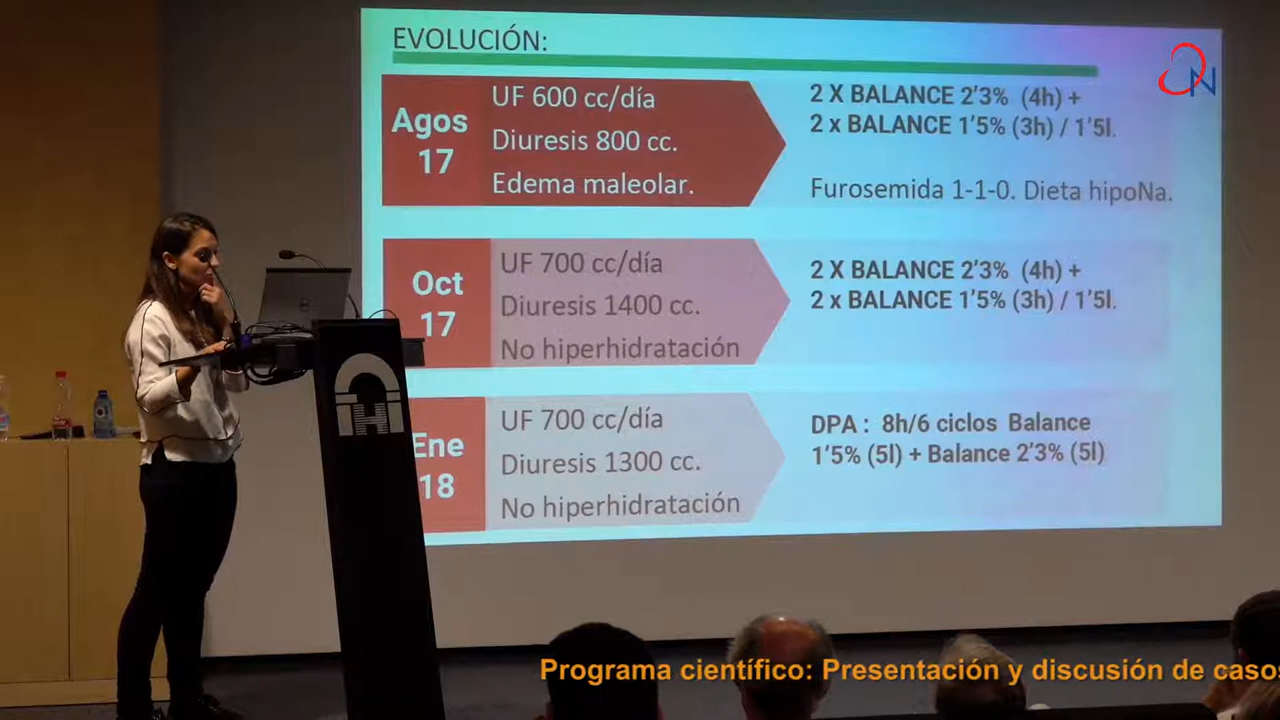 EVOLUCIÓN:
N
Agos
17
UF 600 cc/día
Diuresis 800 cc.
Edema maleolar.
2 X BALANCE 2'3% (4h) +
2 x BALANCE 1'5% (3h) / 1'5l.
Furosemida 1-1-0. Dieta hipoNa.
Oct
17
UF 700 cc/día
Diuresis 1400 cc.
No hiperhidratación
2 X BALANCE 2'3% (4h) +
2 x BALANCE 1'5% (3h) / 1'5l.
Ene
18
UF 700 cc/día
Diuresis 1300 cc.
No hiperhidratación
DPA : 8h/6 ciclos Balance
1'5% (5l) + Balance 2'3% (5l)
H
Programa científico: Presentación y discusión de casos